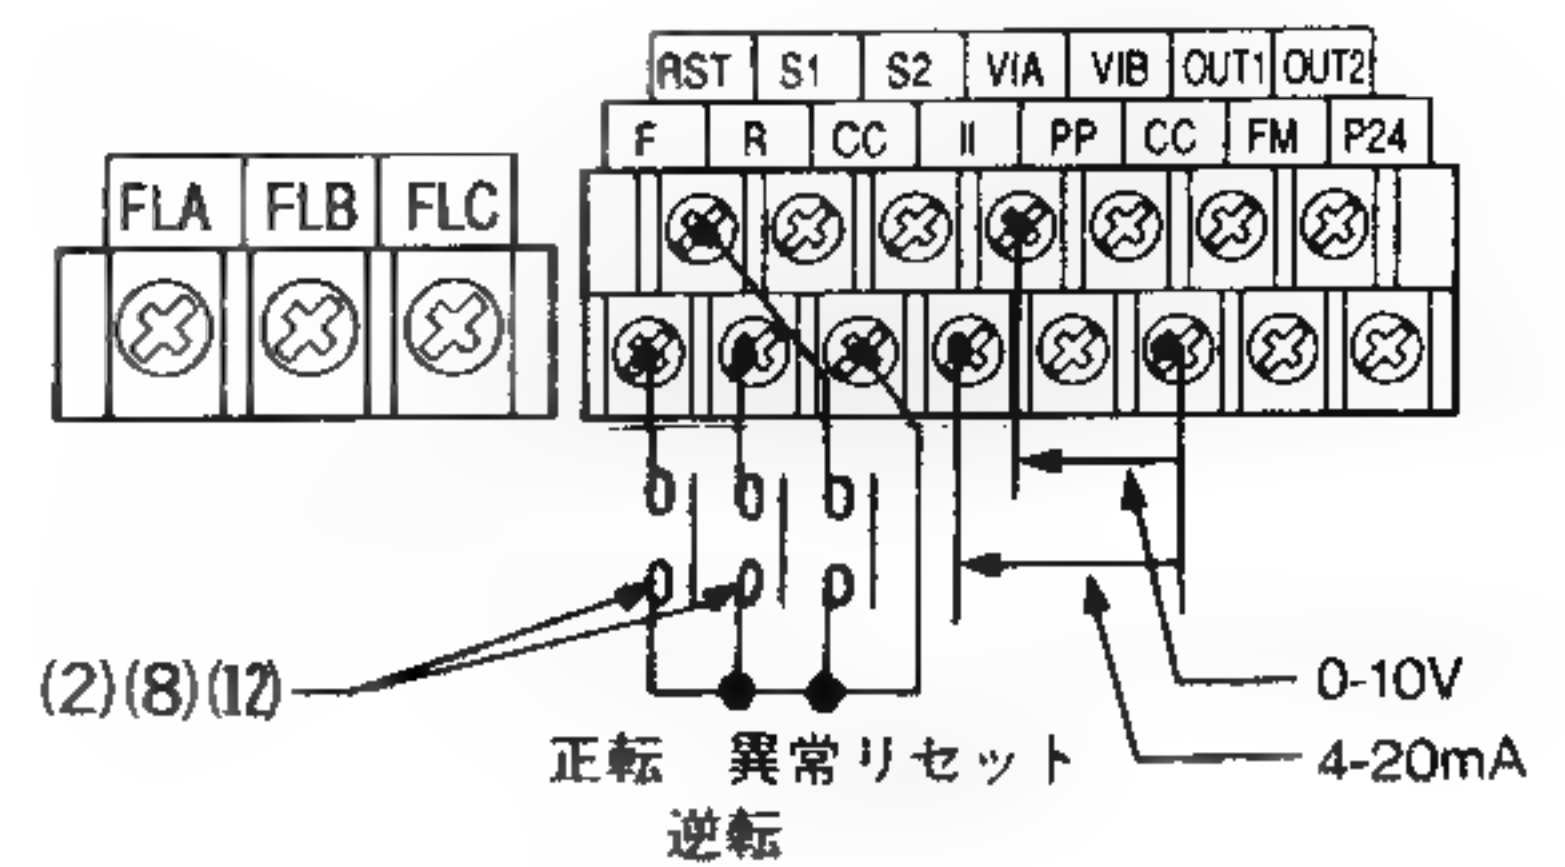 RST S1 S2 VIA VIB OUT1 OUT2
F R CC II PP CC FM P24
FLA FLB FLC
(2)(8)(12)
0-10V
正転 異常リセット
4-20mA
逆転